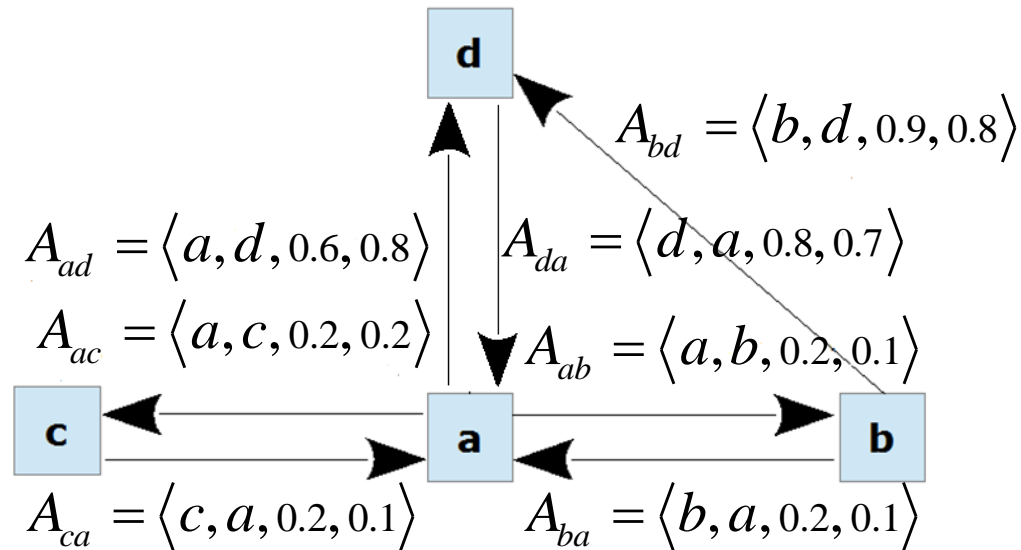 d
A_bd = ⟨b, d, 0.9, 0.8⟩
A_ad = ⟨a, d, 0.6, 0.8⟩
A_da = ⟨d, a, 0.8, 0.7⟩
A_ac = ⟨a, c, 0.2, 0.2⟩
A_ab = ⟨a, b, 0.2, 0.1⟩
c
a
b
A_ca = ⟨c, a, 0.2, 0.1⟩
A_ba = ⟨b, a, 0.2, 0.1⟩